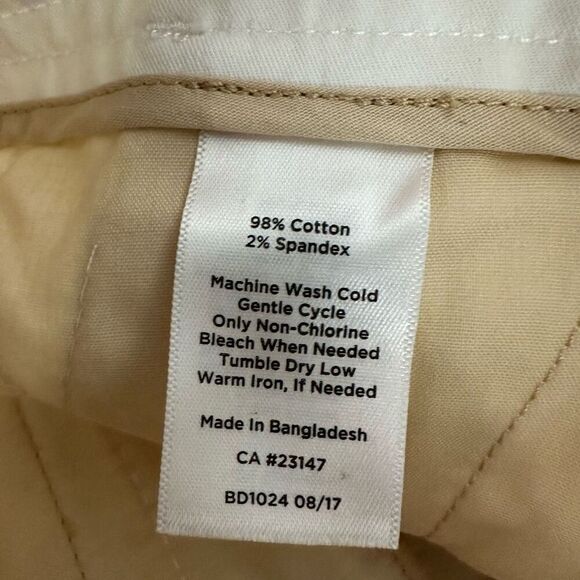 98% Cotton
2% Spandex
Machine Wash Cold
Gentle Cycle
Only Non-Chlorine
Bleach When Needed
Tumble Dry Low
Warm Iron, If Needed
Made In Bangladesh
CA #23147
BD1024 08/17